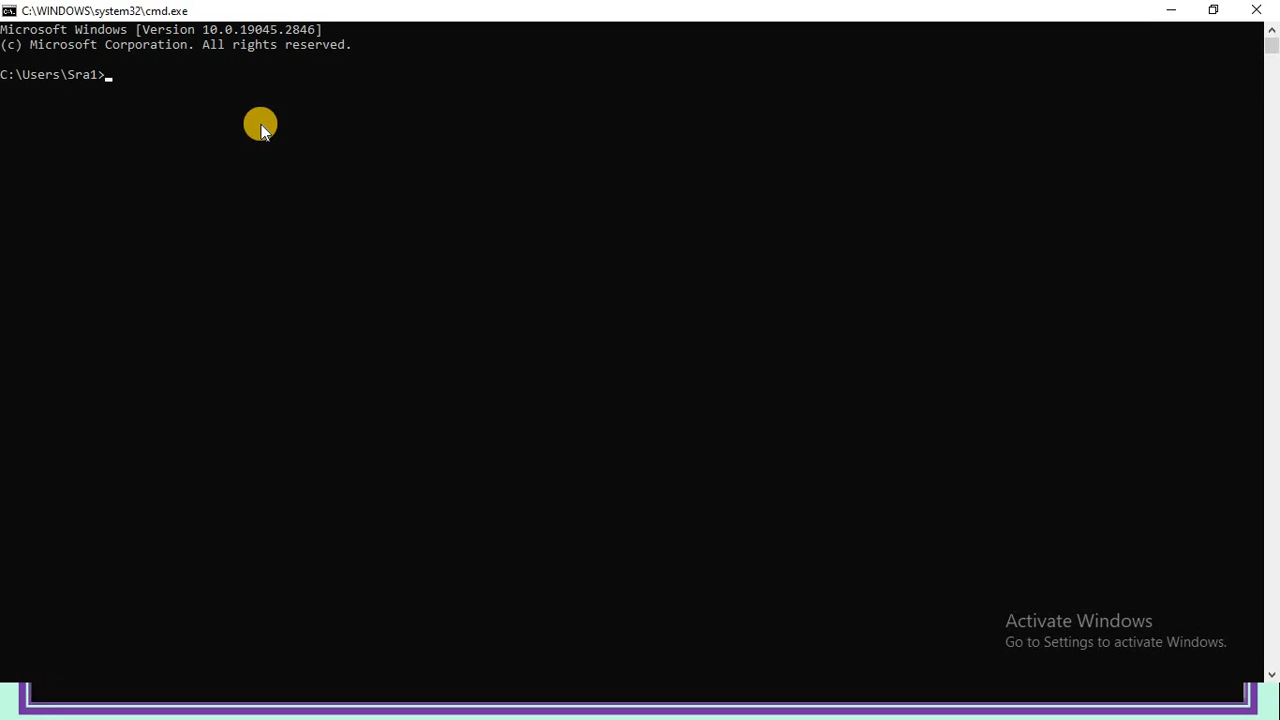 C:\WINDOWS\system32\cmd.exe
Microsoft Windows [Version 10.0.19045.2846]
(c) Microsoft Corporation. All rights reserved.
C:\Users\Sra1>
Activate Windows
Go to Settings to activate Windows.